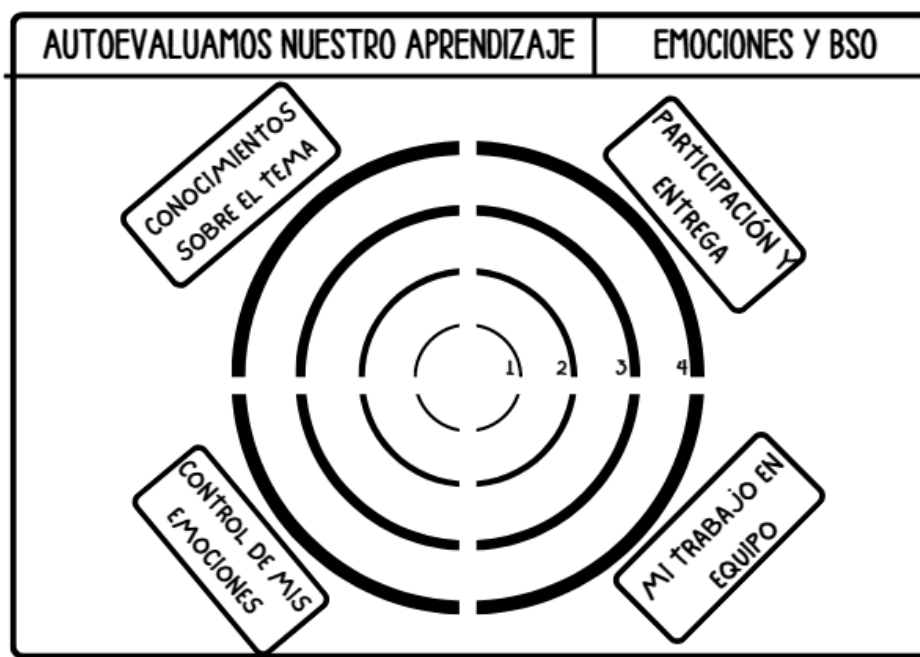 AUTOEVALUAMOS NUESTRO APRENDIZAJE
EMOCIONES Y BSO
CONOCIMIENTOS
SOBRE EL TEMA
PARTICIPACIÓN Y
ENTREGA
1 2 3 4
CONTROL DE MIS
EMOCIONES
MI TRABAJO EN
EQUIPO